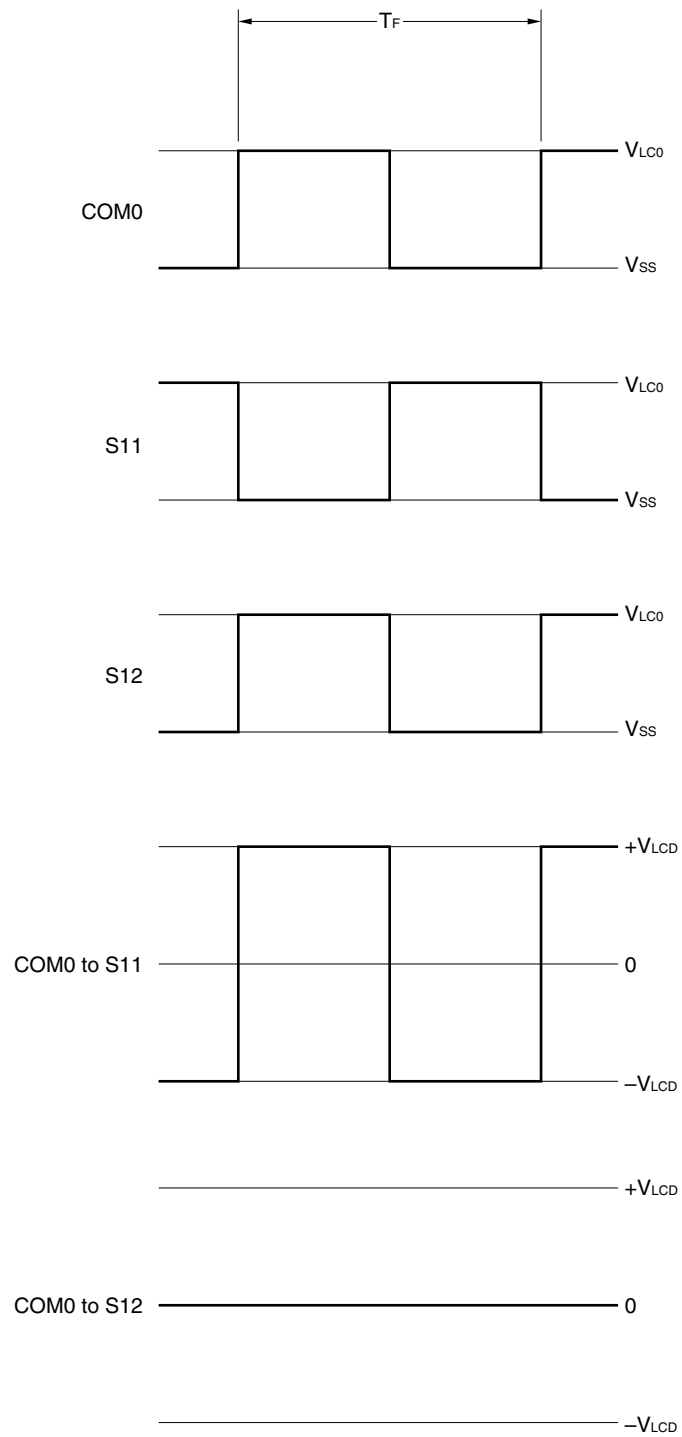 TF
VLC0
COM0
VSS
VLC0
S11
VSS
VLC0
S12
VSS
+VLCD
COM0 to S11
0
–VLCD
+VLCD
COM0 to S12
0
–VLCD